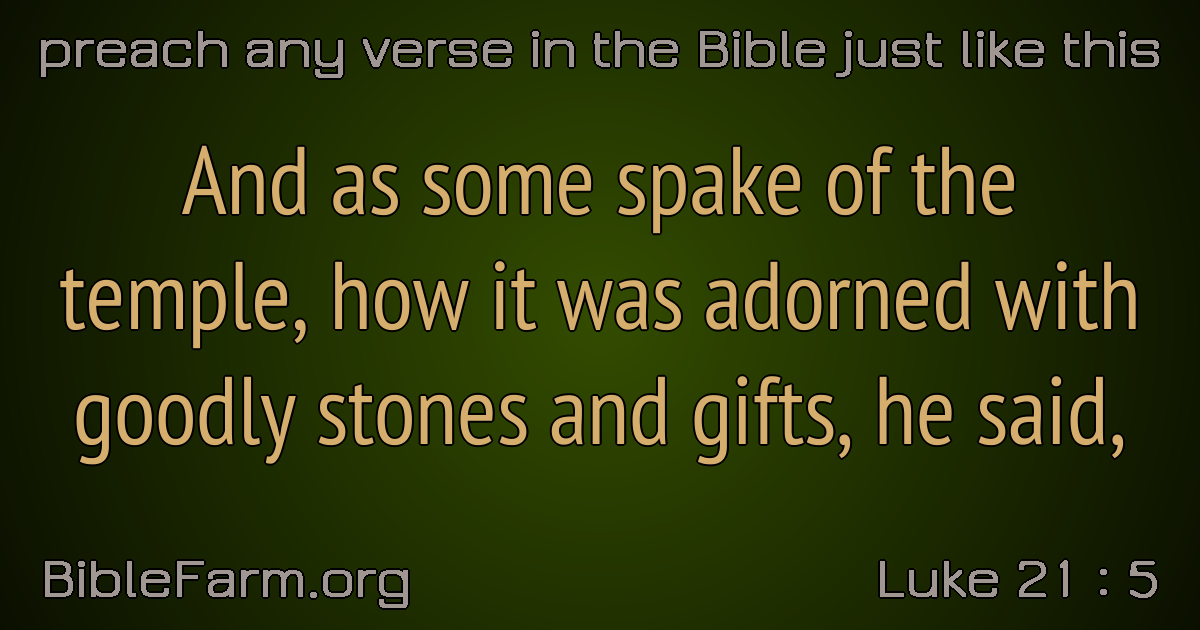 preach any verse in the Bible just like this
And as some spake of the
temple, how it was adorned with
goodly stones and gifts, he said,
BibleFarm.org
Luke 21 : 5